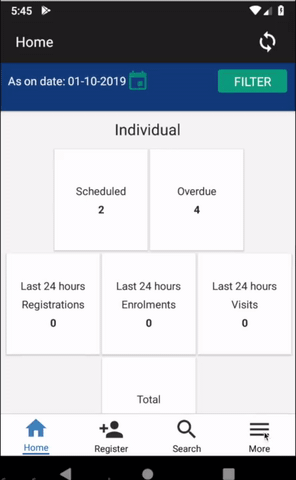 5:45
Home
As on date: 01-10-2019
FILTER
Individual
Scheduled
2
Overdue
4
Last 24 hours
Registrations
0
Last 24 hours
Enrolments
0
Last 24 hours
Visits
0
Total
Home
Register
Search
More